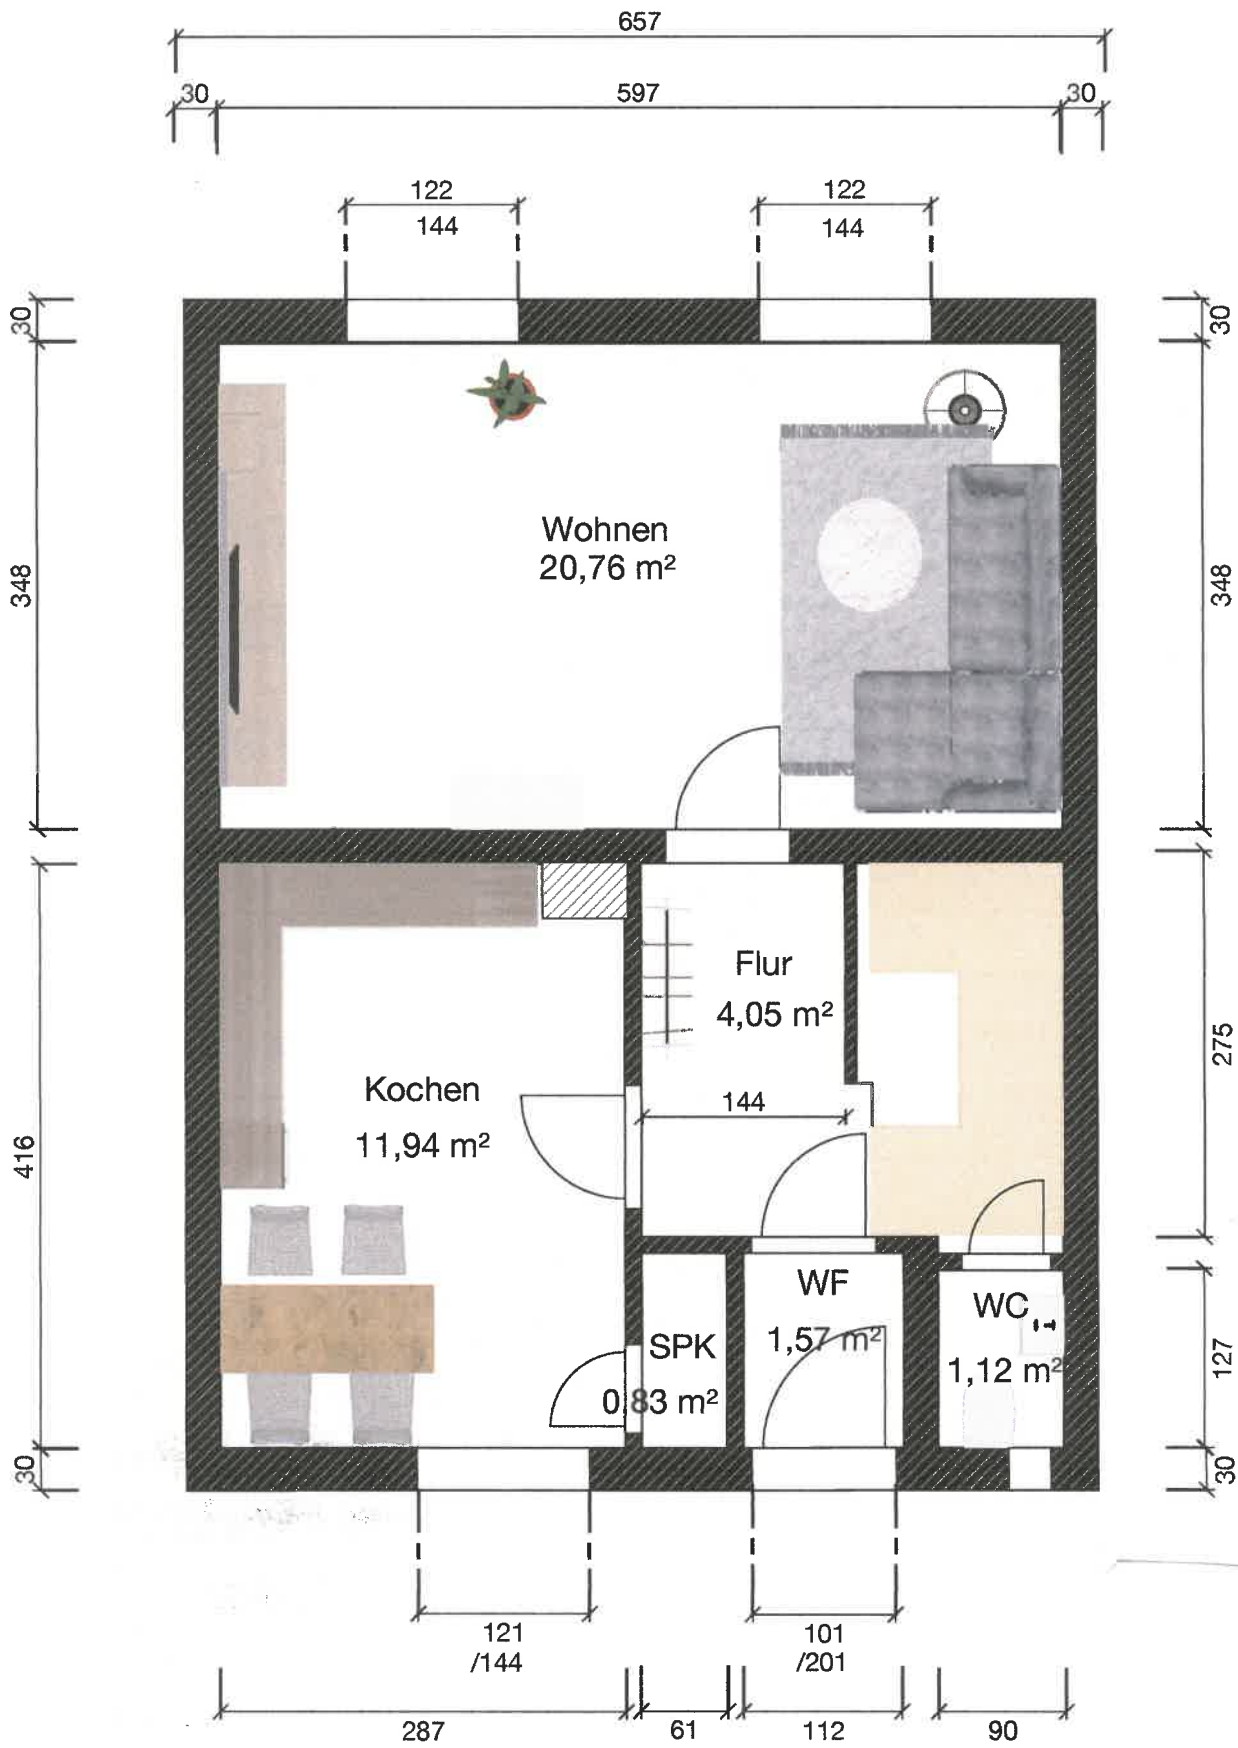 657
30 597 30
122 122
144 144
30 30
348 348
Wohnen
20,76 m²
Flur
4,05 m²
275
Kochen
11,94 m²
144
416
WF
1,57 m²
WC
1,12 m²
SPK
0,83 m²
127
30 30
121
/144
101
/201
287 61 112 90